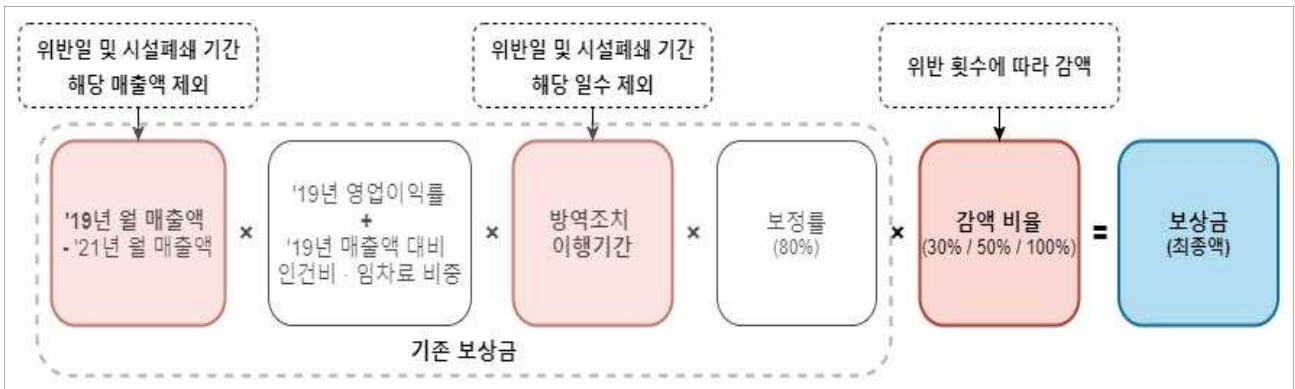 위반일 및 시설폐쇄 기간
해당 매출액 제외
위반일 및 시설폐쇄 기간
해당 일수 제외
위반 횟수에 따라 감액
'19년 월 매출액
- '21년 월 매출액
×
'19년 영업이익률
+
'19년 매출액 대비
인건비 · 임차료 비중
×
방역조치
이행기간
×
보정률
(80%)
×
감액 비율
(30% / 50% / 100%)
=
보상금
(최종액)
기존 보상금